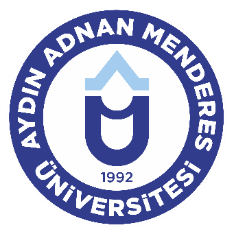 AYDIN ADNAN MENDERES
ÜNİVERSİTESİ
1992